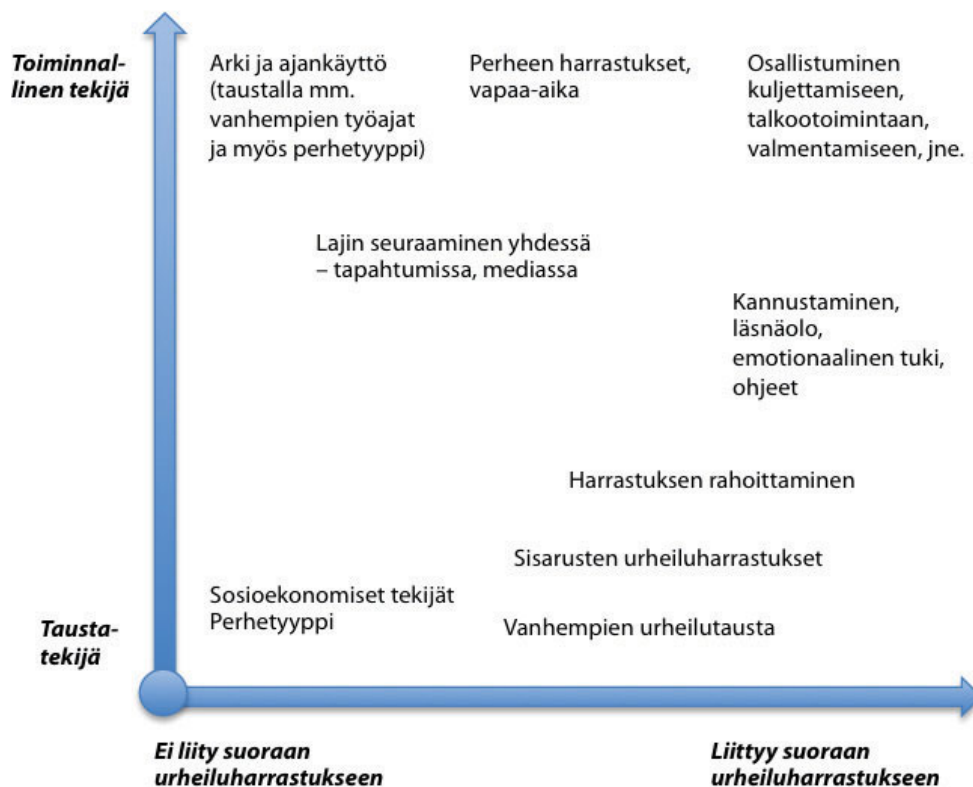 Toiminnal-
linen tekijä
Arki ja ajankäyttö
(taustalla mm.
vanhempien työajat
ja myös perhetyyppi)
Perheen harrastukset,
vapaa-aika
Osallistuminen
kuljettamiseen,
talkootoimintaan,
valmentamiseen, jne.
Lajin seuraaminen yhdessä
– tapahtumissa, mediassa
Kannustaminen,
läsnäolo,
emotionaalinen tuki,
ohjeet
Harrastuksen rahoittaminen
Sisarusten urheiluharrastukset
Sosioekonomiset tekijät
Perhetyyppi
Vanhempien urheilutausta
Tausta-
tekijä
Ei liity suoraan
urheiluharrastukseen
Liittyy suoraan
urheiluharrastukseen